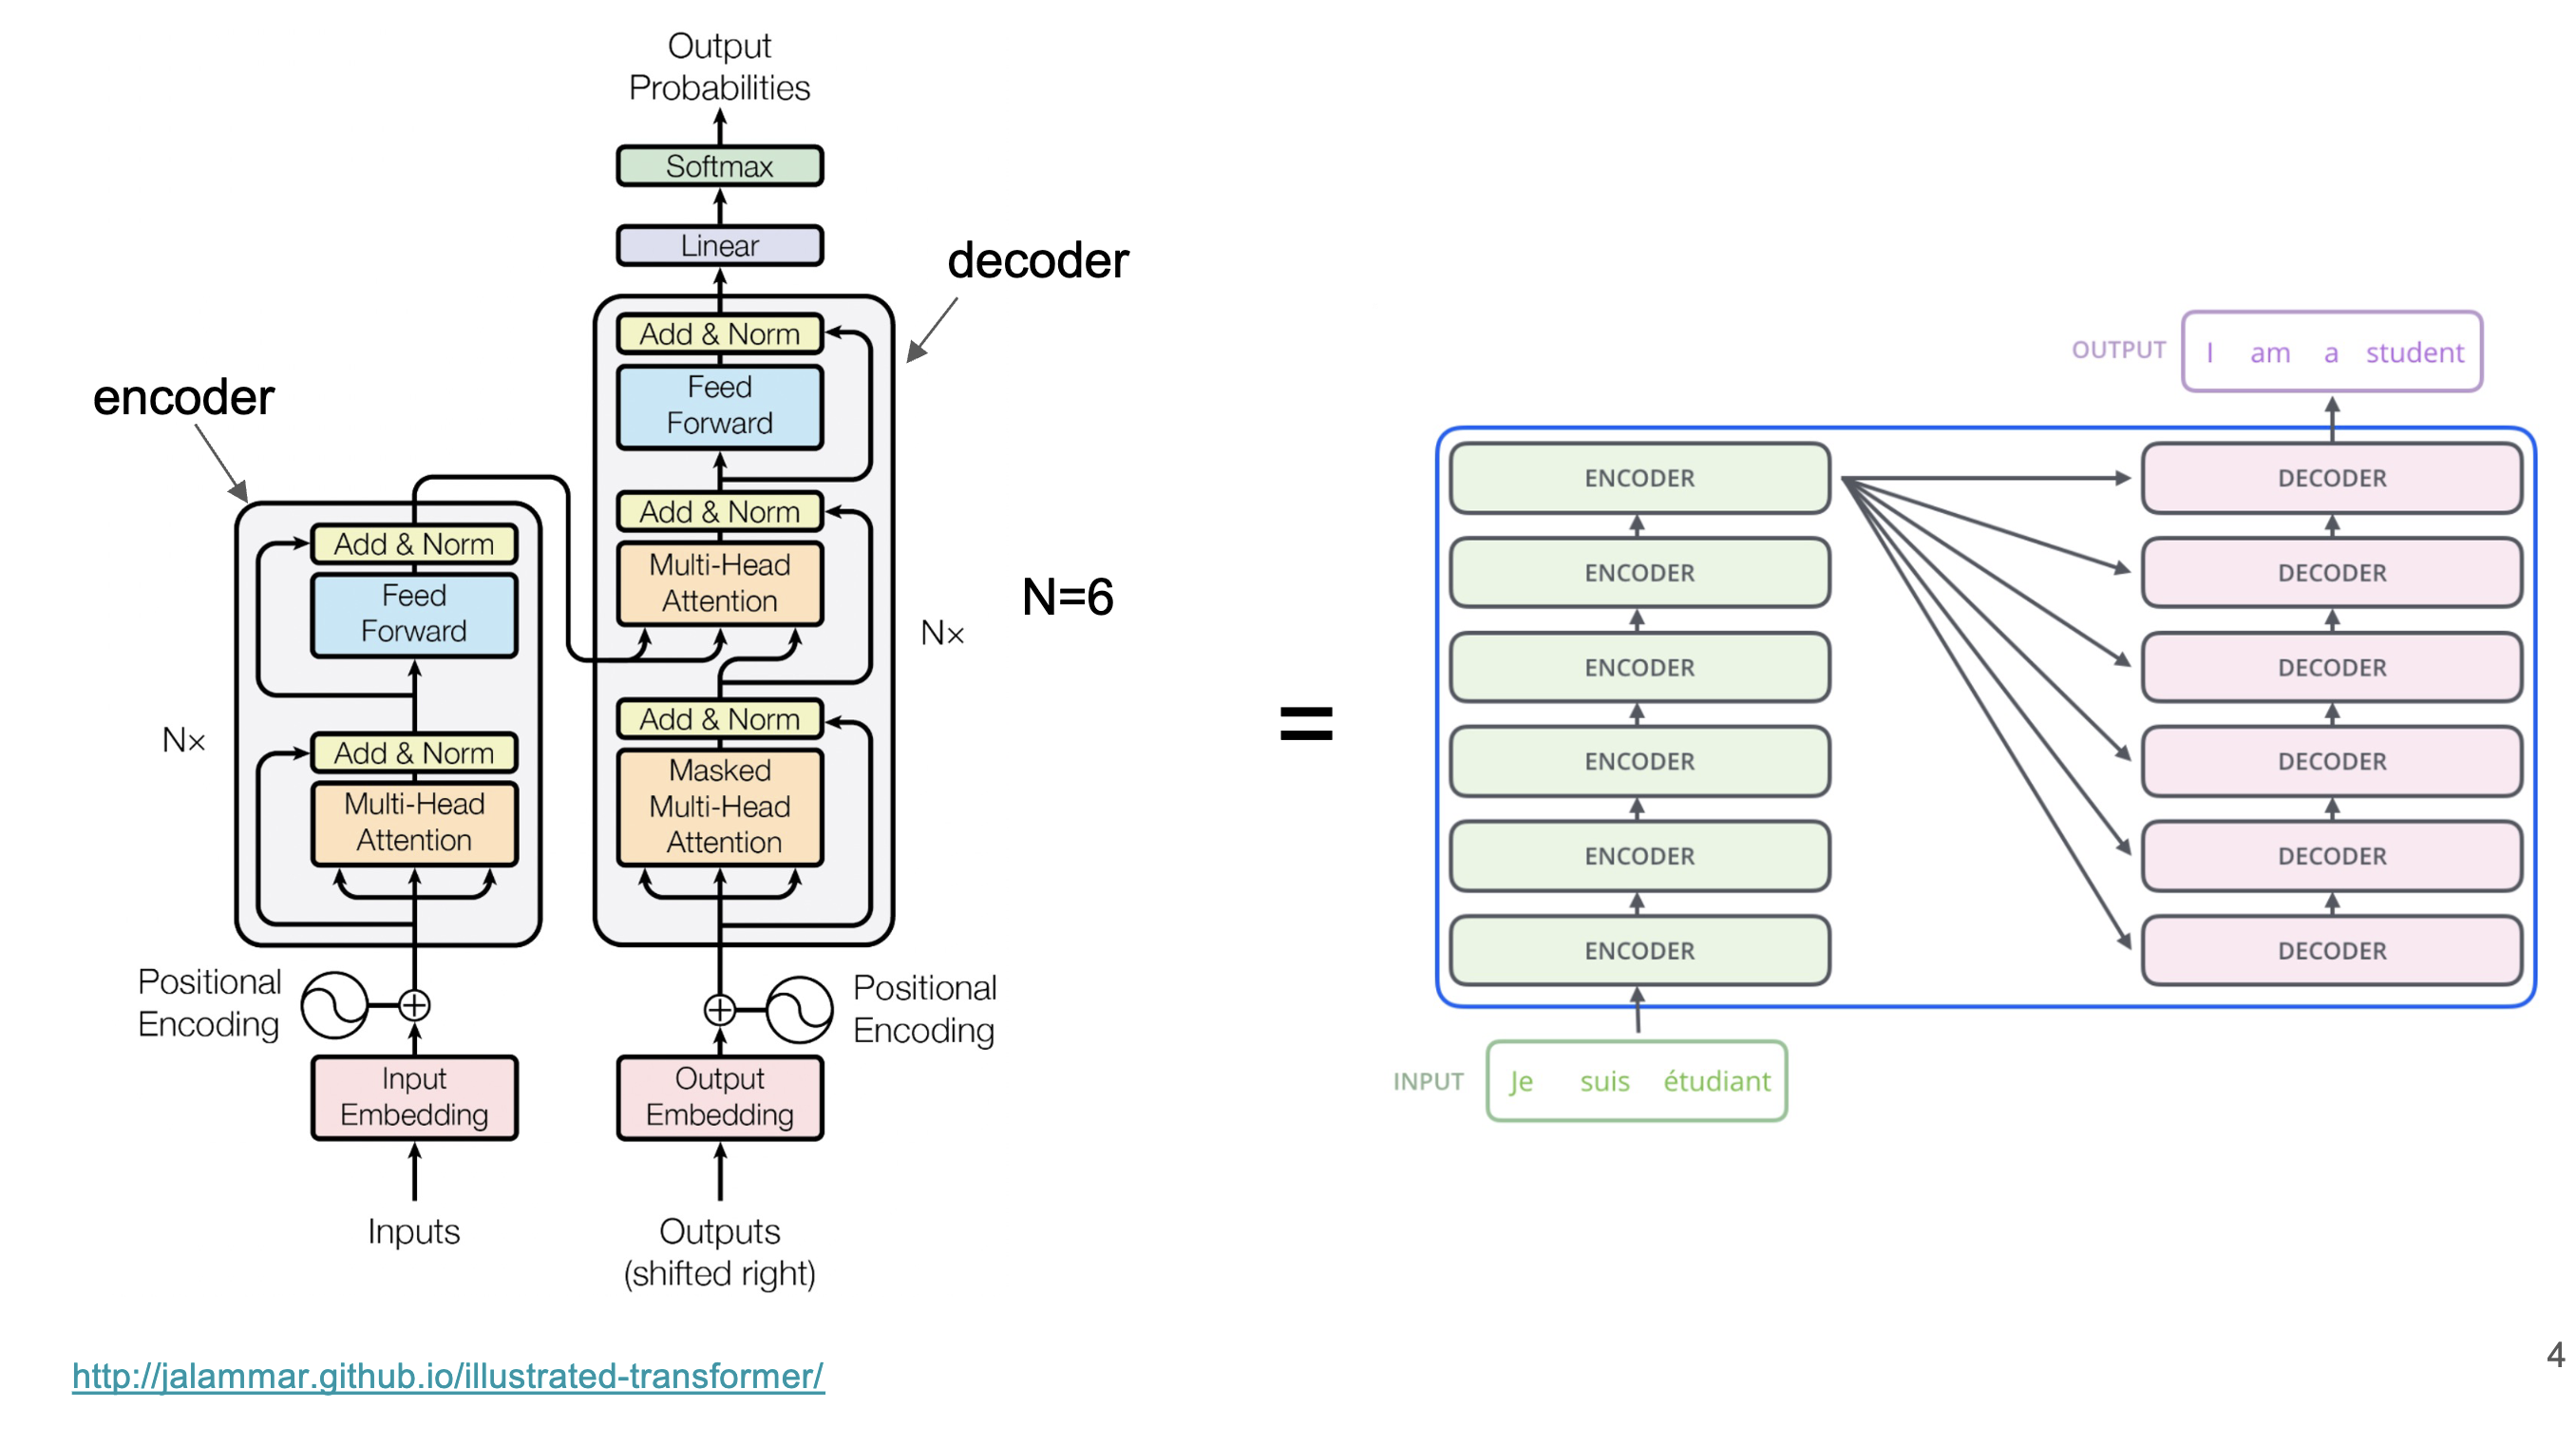 Output
Probabilities
Softmax
Linear
decoder
Add & Norm
Feed
Forward
Add & Norm
Multi-Head
Attention
N×
N=6
Add & Norm
Masked
Multi-Head
Attention
Positional
Encoding
Output
Embedding
Outputs
(shifted right)
encoder
Add & Norm
Feed
Forward
N×
Add & Norm
Multi-Head
Attention
Positional
Encoding
Input
Embedding
Inputs
=
OUTPUT I am a student
ENCODER DECODER
ENCODER DECODER
ENCODER DECODER
ENCODER DECODER
ENCODER DECODER
ENCODER DECODER
INPUT Je suis étudiant
http://jalammar.github.io/illustrated-transformer/
4